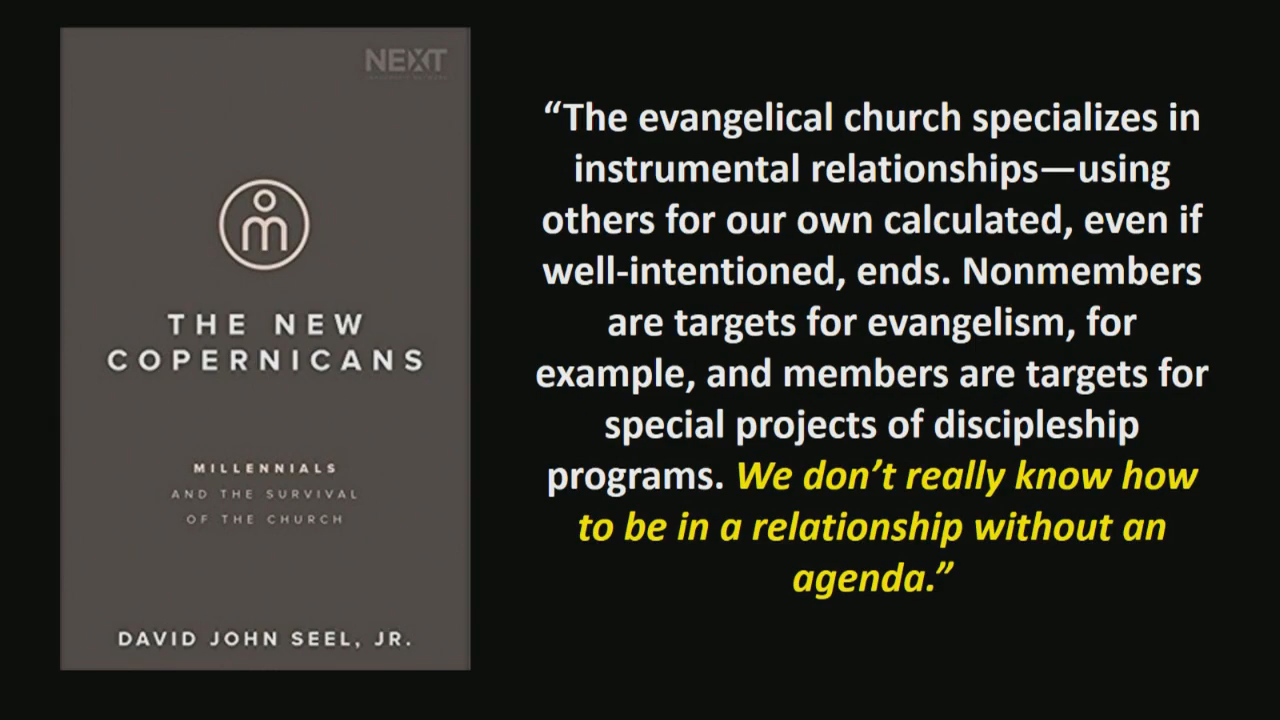 NEXT
THE NEW
COPERNICANS
MILLENNIALS
AND THE SURVIVAL
OF THE CHURCH
DAVID JOHN SEEL, JR.
“The evangelical church specializes in
instrumental relationships—using
others for our own calculated, even if
well-intentioned, ends. Nonmembers
are targets for evangelism, for
example, and members are targets for
special projects of discipleship
programs. We don’t really know how
to be in a relationship without an
agenda.”